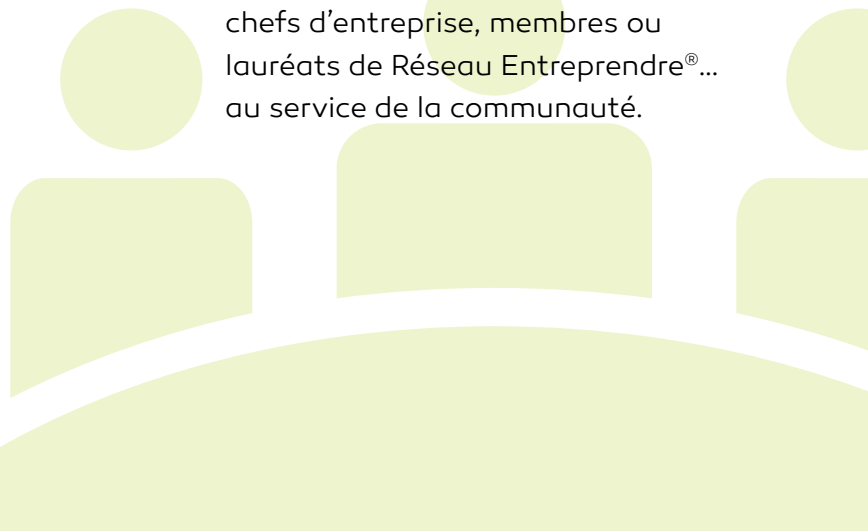 chefs d’entreprise, membres ou
lauréats de Réseau Entreprendre®…
au service de la communauté.